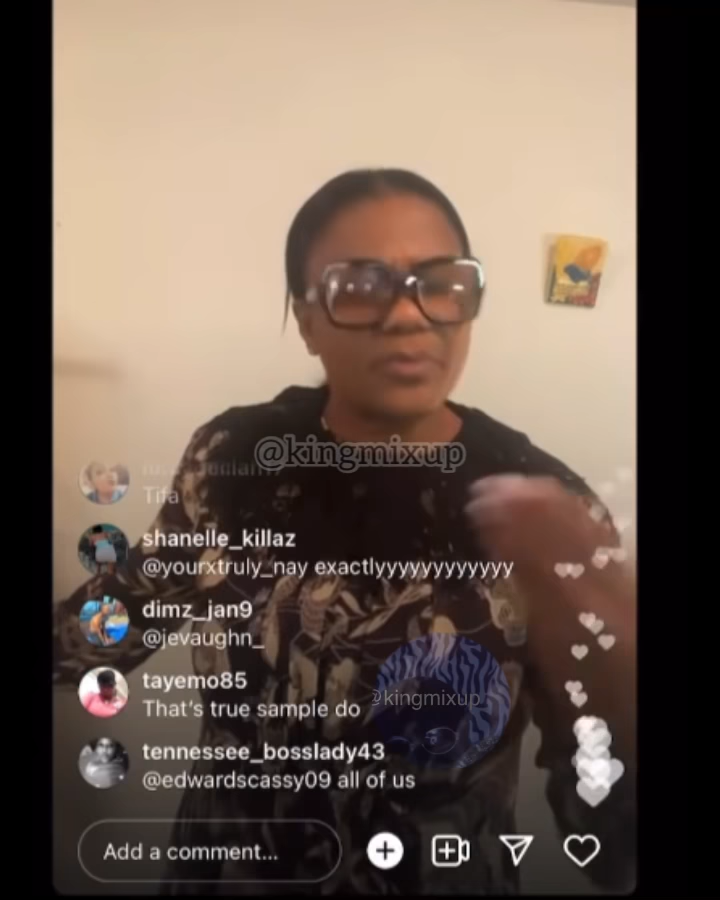 @kingmixup
Tifa
shanelle_killaz
@yourxtruly_nay exactlyyyyyyyyyyyy
dimz_jan9
@jevaughn_
tayemo85
That's true sample do
@kingmixup
tennessee_bosslady43
@edwardscassy09 all of us
Add a comment...